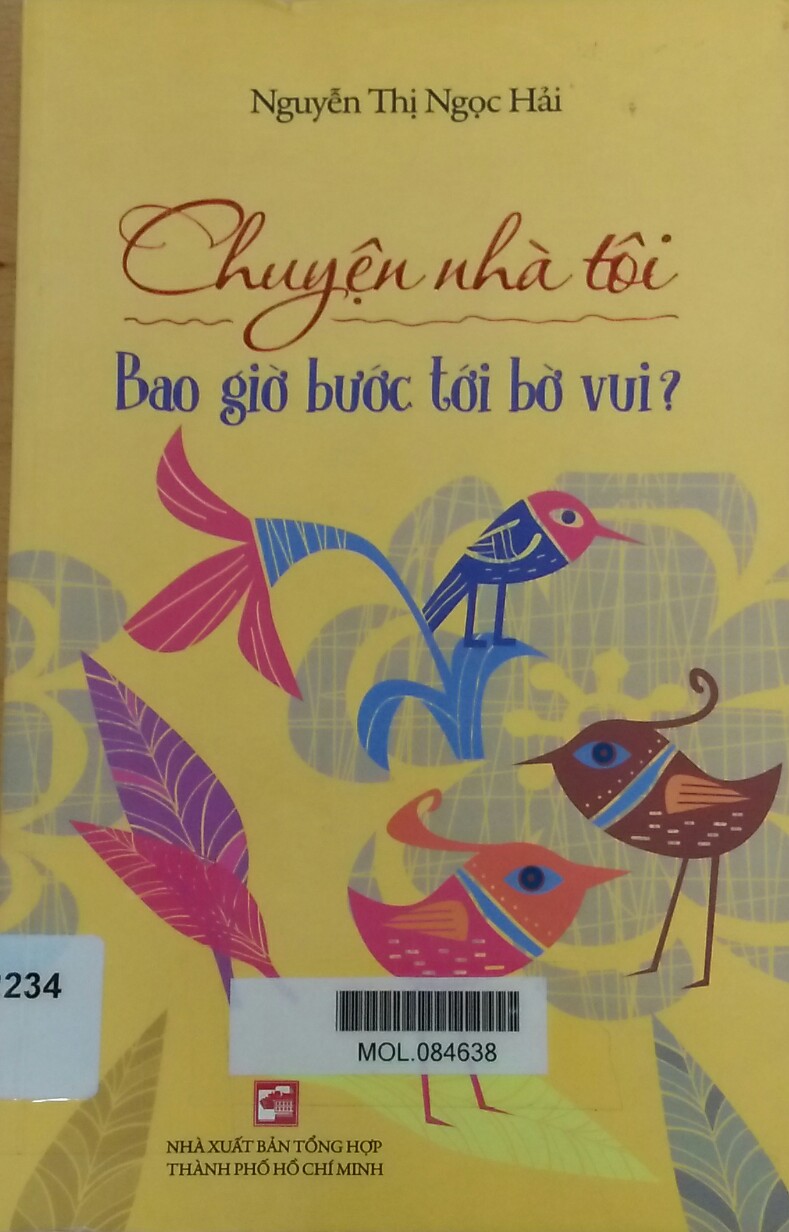 Nguyễn Thị Ngọc Hải
Chuyện nhà tôi
Bao giờ bước tới bờ vui?
234
MOL.084638
NHÀ XUẤT BẢN TỔNG HỢP
THÀNH PHỐ HỒ CHÍ MINH